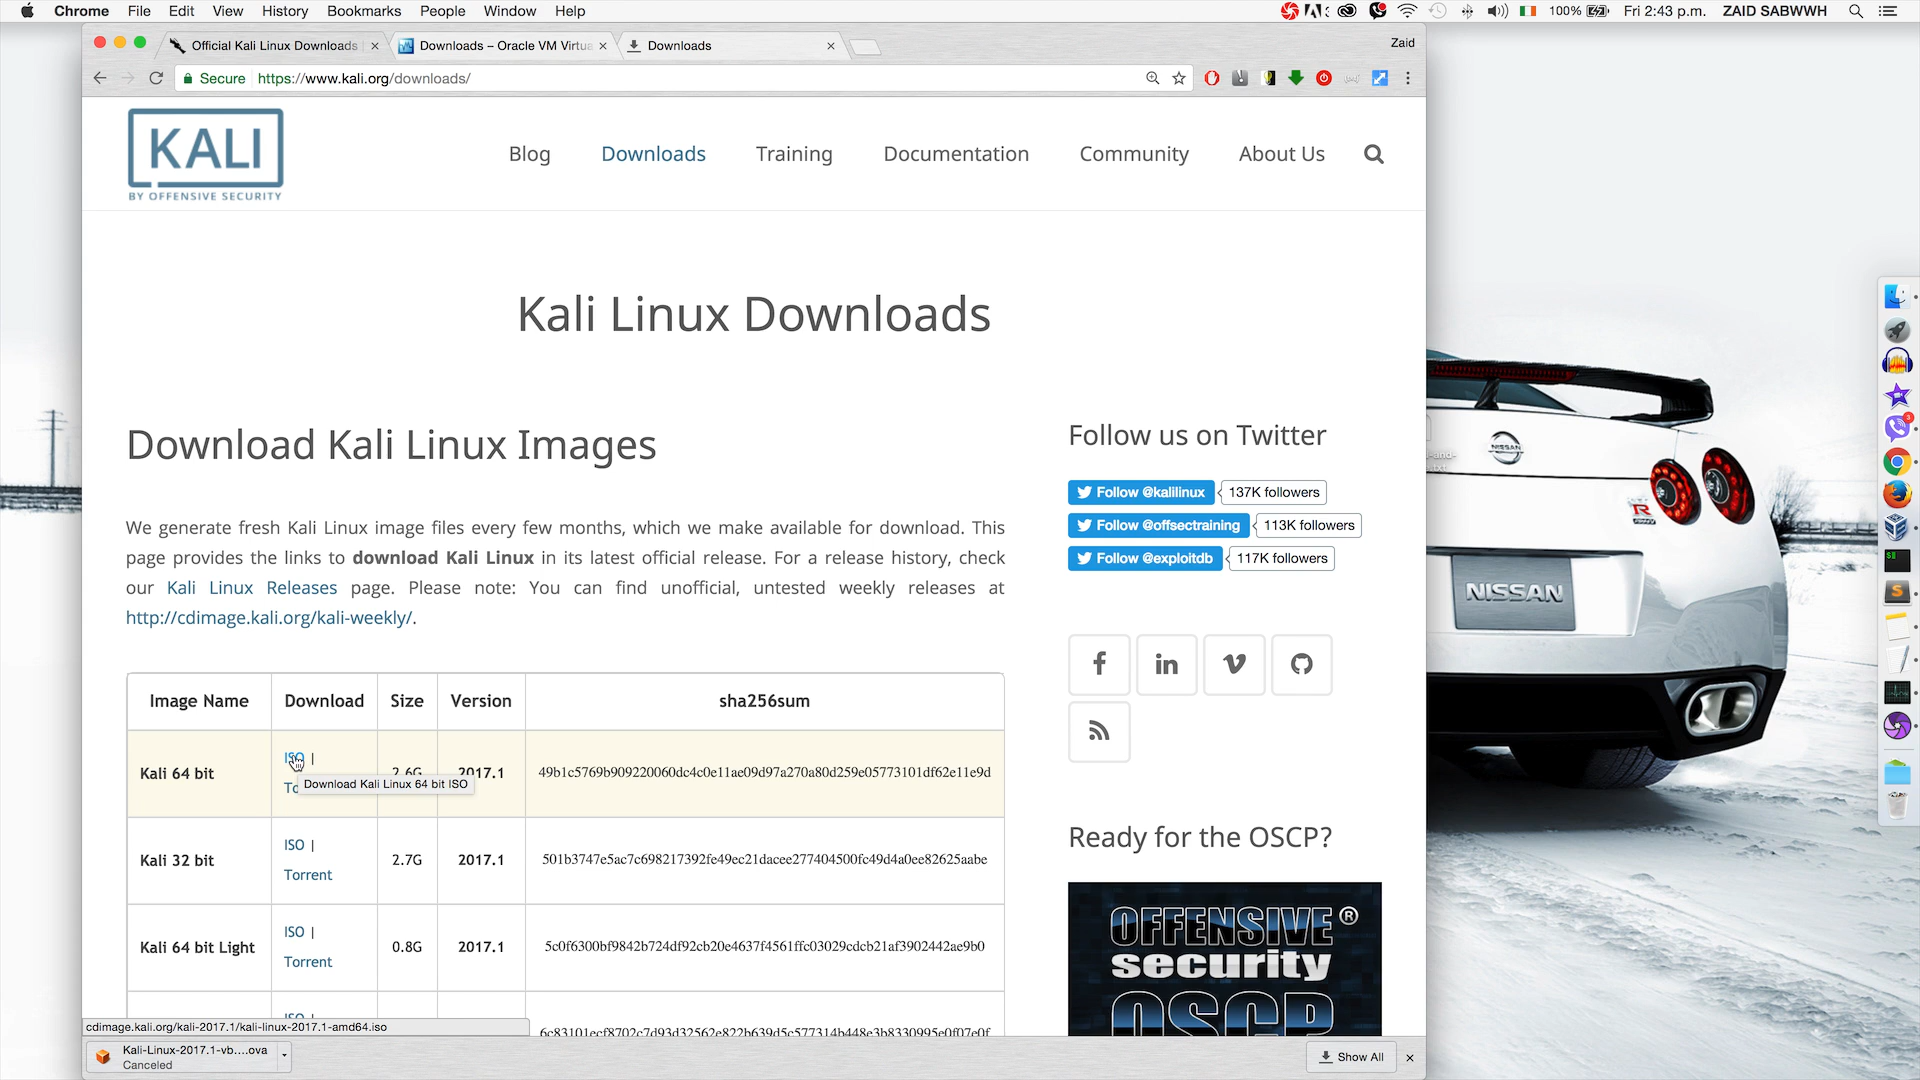 Chrome File Edit View History Bookmarks People Window Help
100% Fri 2:43 p.m. ZAID SABWWH
Official Kali Linux Downloads
Downloads – Oracle VM Virtua
Downloads
Zaid
Secure https://www.kali.org/downloads/
KALI
BY OFFENSIVE SECURITY
Blog Downloads Training Documentation Community About Us
Kali Linux Downloads
Download Kali Linux Images
We generate fresh Kali Linux image files every few months, which we make available for download. This
page provides the links to download Kali Linux in its latest official release. For a release history, check
our Kali Linux Releases page. Please note: You can find unofficial, untested weekly releases at
http://cdimage.kali.org/kali-weekly/.
Image Name Download Size Version sha256sum
Kali 64 bit ISO | 2.6G 2017.1 49b1c5769b909220060dc4c0e11ae09d97a270a80d259e05773101df62e11e9d
Download Kali Linux 64 bit ISO
Kali 32 bit ISO | Torrent 2.7G 2017.1 501b3747e5ac7c698217392fe49ec21dacee277404500fc49d4a0ee82625aabe
Kali 64 bit Light ISO | Torrent 0.8G 2017.1 5c0f6300bf9842b724df92cb20e4637f4561ffc03029cdcb21af3902442ae9b0
ISO |
6c83101ecf8702c7d93d32562e822b639d5c577314b448e3b8330995e0f07e0f
Follow us on Twitter
Follow @kalilinux 137K followers
Follow @offsectraining 113K followers
Follow @exploitdb 117K followers
Ready for the OSCP?
OFFENSIVE®
security
OSCP
cdimage.kali.org/kali-2017.1/kali-linux-2017.1-amd64.iso
Kali-Linux-2017.1-vb....ova
Canceled
Show All
NISSAN
NISSAN